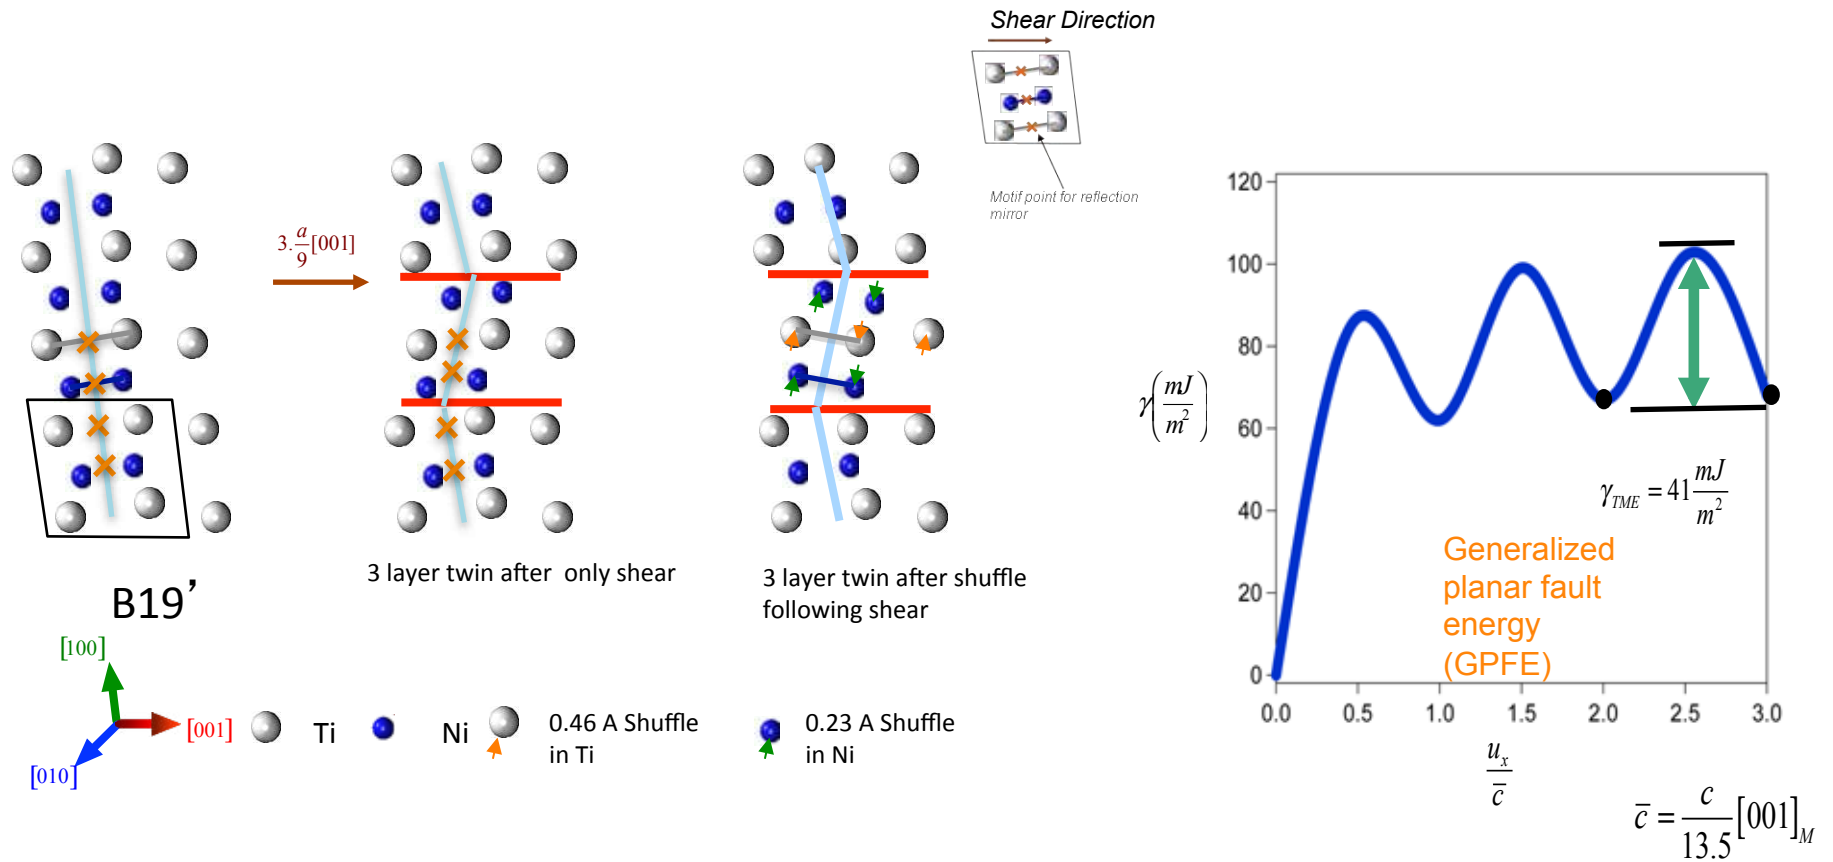 Shear Direction
Motif point for reflection
mirror
3.a/9[001]
3 layer twin after only shear
3 layer twin after shuffle
following shear
B19’
[100]
[001]
[010]
Ti
Ni
0.46 A Shuffle
in Ti
0.23 A Shuffle
in Ni
γ(mJ/m²)
120
100
80
60
40
20
0
γTME = 41 mJ/m²
Generalized
planar fault
energy
(GPFE)
0.0 0.5 1.0 1.5 2.0 2.5 3.0
uₓ/c̄
c̄ = c/13.5 [001]M